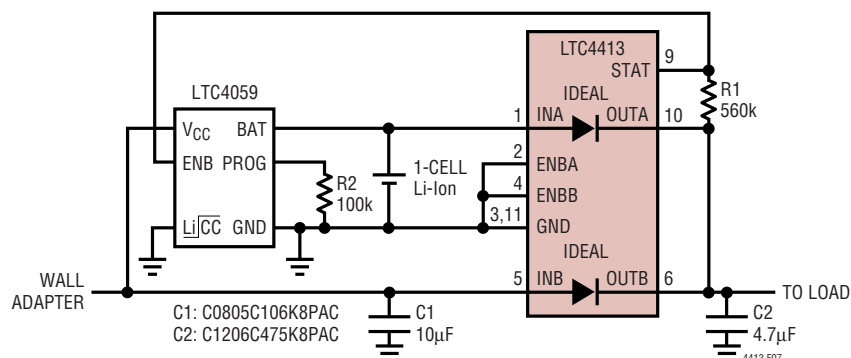 LTC4413
9
STAT
LTC4059
IDEAL
R1
560k
1
INA
OUTA
10
VCC
BAT
2
ENBA
ENB
PROG
1-CELL
Li-Ion
R2
100k
4
ENBB
3,11
GND
LiCC
GND
IDEAL
WALL
ADAPTER
5
INB
OUTB
6
TO LOAD
C1: C0805C106K8PAC
C2: C1206C475K8PAC
C1
10µF
C2
4.7µF
4413 F07